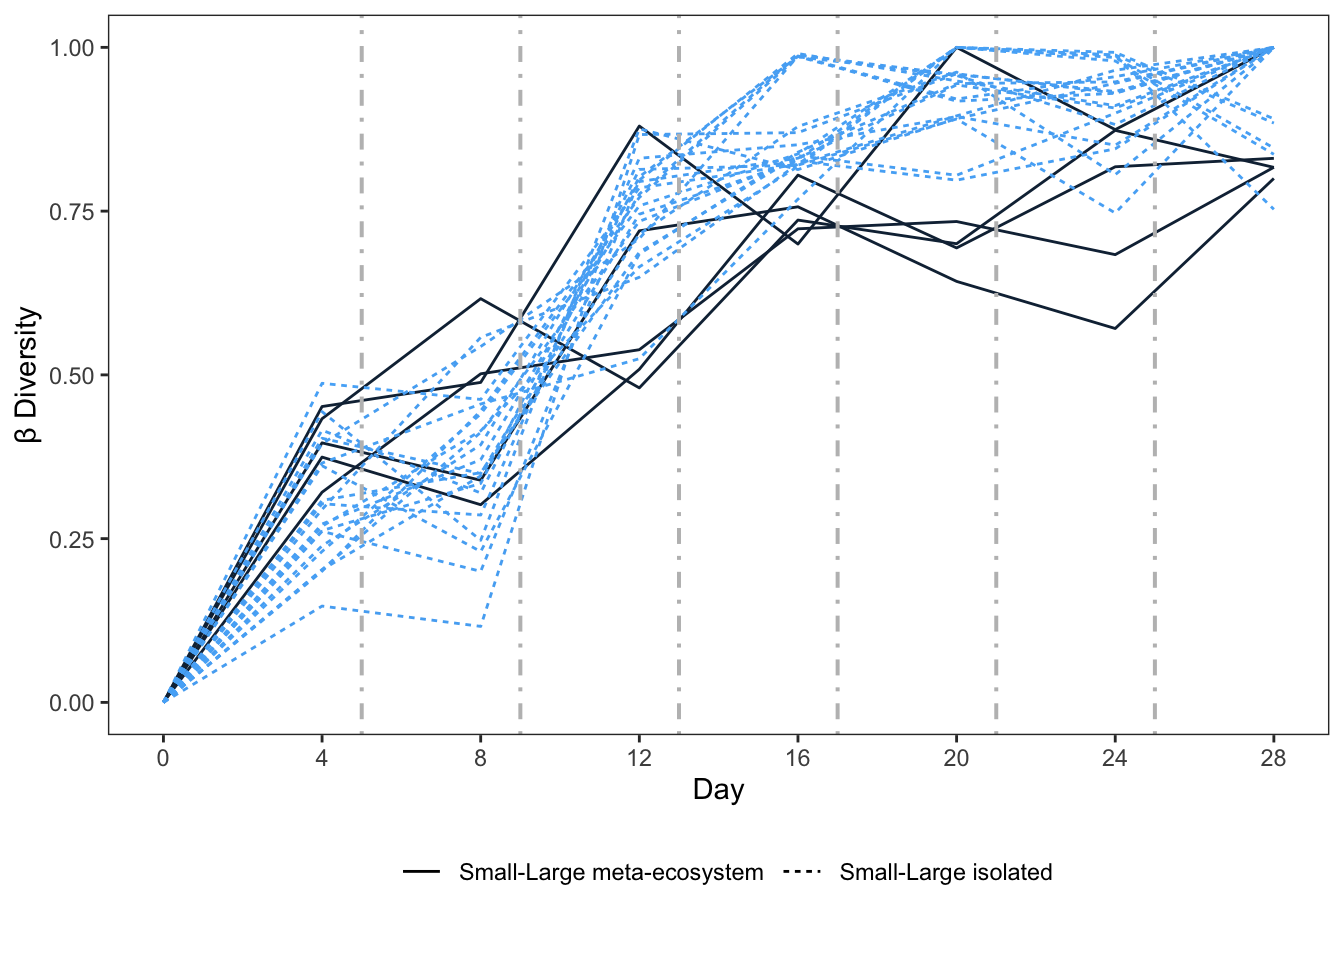 1.00
0.75
0.50
0.25
0.00
β Diversity
0 4 8 12 16 20 24 28
Day
Small-Large meta-ecosystem Small-Large isolated